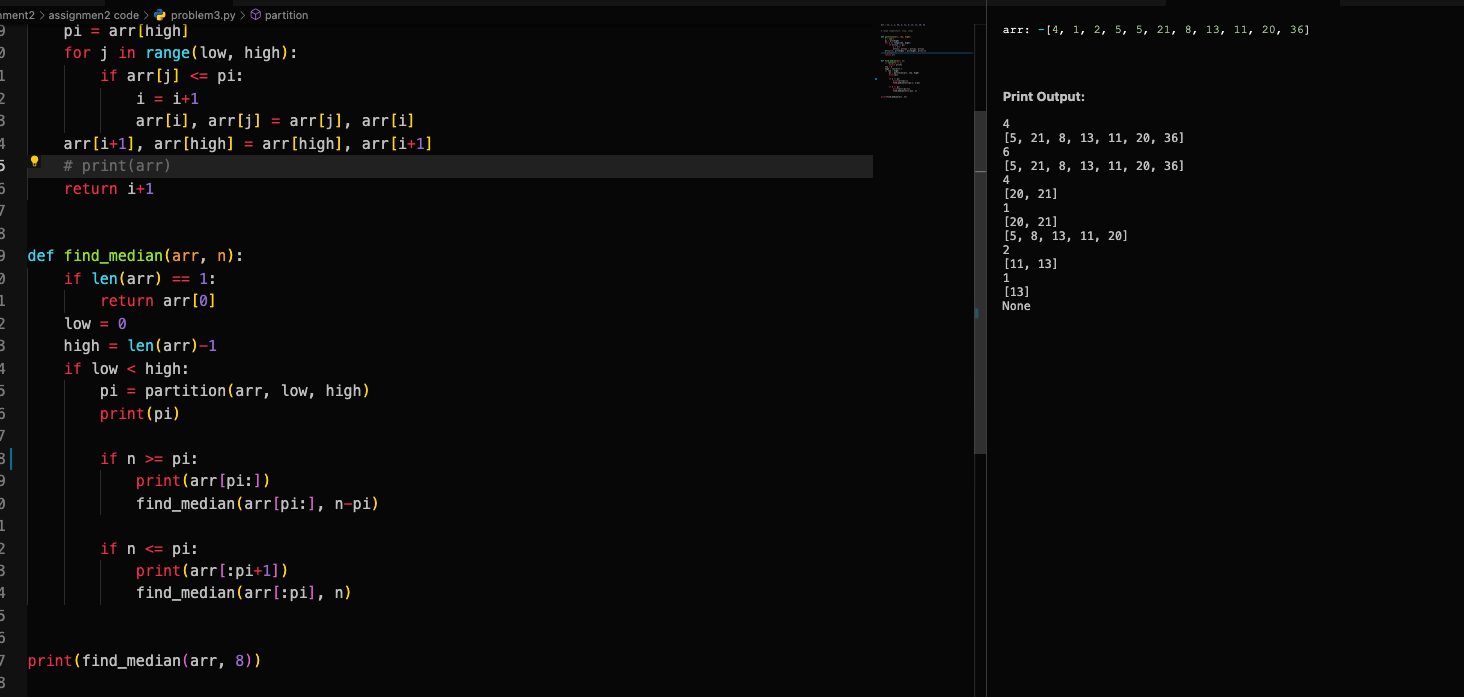 nment2 > assignmen2 code > problem3.py > partition
9 pi = arr[high]
0 for j in range(low, high):
1 if arr[j] <= pi:
2 i = i+1
3 arr[i], arr[j] = arr[j], arr[i]
4 arr[i+1], arr[high] = arr[high], arr[i+1]
5 # print(arr)
6 return i+1
7
8
9 def find_median(arr, n):
0 if len(arr) == 1:
1 return arr[0]
2 low = 0
3 high = len(arr)-1
4 if low < high:
5 pi = partition(arr, low, high)
6 print(pi)
7
8 if n >= pi:
9 print(arr[pi:])
0 find_median(arr[pi:], n-pi)
1
2 if n <= pi:
3 print(arr[:pi+1])
4 find_median(arr[:pi], n)
5
6
7 print(find_median(arr, 8))
8
arr: -[4, 1, 2, 5, 5, 21, 8, 13, 11, 20, 36]
Print Output:
4
[5, 21, 8, 13, 11, 20, 36]
6
[5, 21, 8, 13, 11, 20, 36]
4
[20, 21]
1
[20, 21]
[5, 8, 13, 11, 20]
2
[11, 13]
1
[13]
None